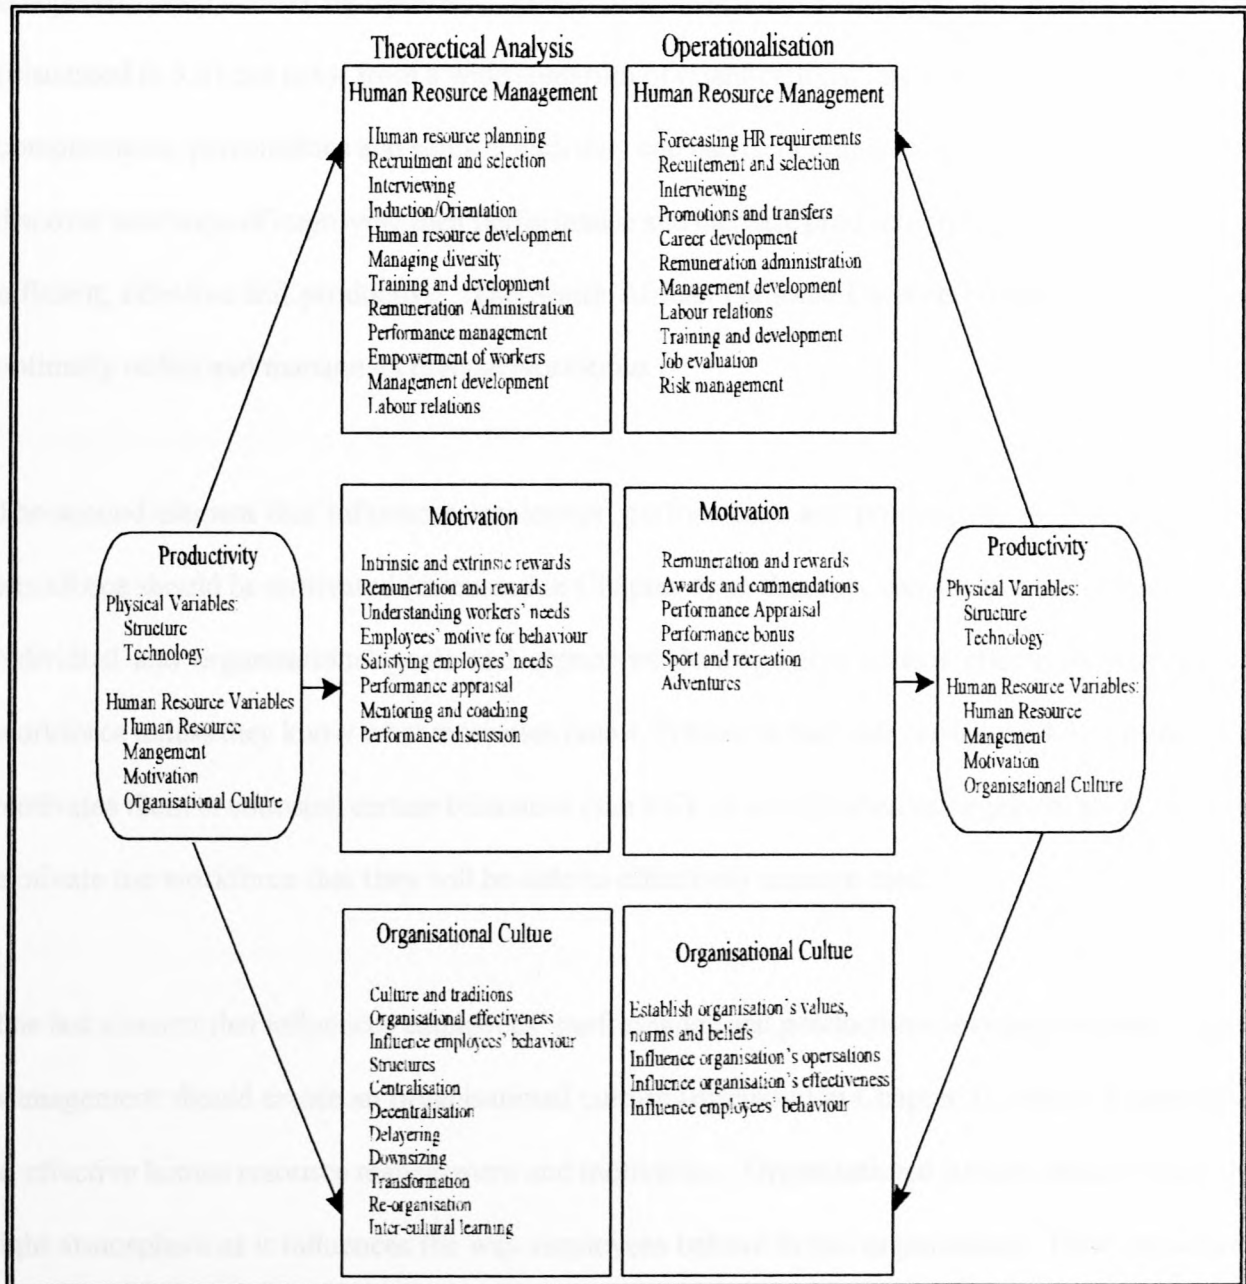 Theorectical Analysis
Human Reosurce Management
Human resource planning
Recruitment and selection
Interviewing
Induction/Orientation
Human resource development
Managing diversity
Training and development
Remuneration Administration
Performance management
Empowerment of workers
Management development
Labour relations
Operationalisation
Human Reosurce Management
Forecasting HR requirements
Recuitement and selection
Interviewing
Promotions and transfers
Career development
Remuneration administration
Management development
Labour relations
Training and development
Job evaluation
Risk management
Productivity
Physical Variables:
Structure
Technology
Human Resource Variables
Human Resource
Mangement
Motivation
Organisational Culture
Motivation
Intrinsic and extrinsic rewards
Remuneration and rewards
Understanding workers' needs
Employees' motive for behaviour
Satisfying employees' needs
Performance appraisal
Mentoring and coaching
Performance discussion
Motivation
Remuneration and rewards
Awards and commendations
Performance Appraisal
Performance bonus
Sport and recreation
Adventures
Productivity
Physical Variables:
Structure
Technology
Human Resource Variables:
Human Resource
Mangement
Motivation
Organisational Culture
Organisational Cultue
Culture and traditions
Organisational effectiveness
Influence employees' behaviour
Structures
Centralisation
Decentralisation
Delayering
Downsizing
Transformation
Re-organisation
Inter-cultural learning
Organisational Cultue
Establish organisation's values,
norms and beliefs
Influence organisation's opersations
Influence organisation's effectiveness
Influence employees' behaviour